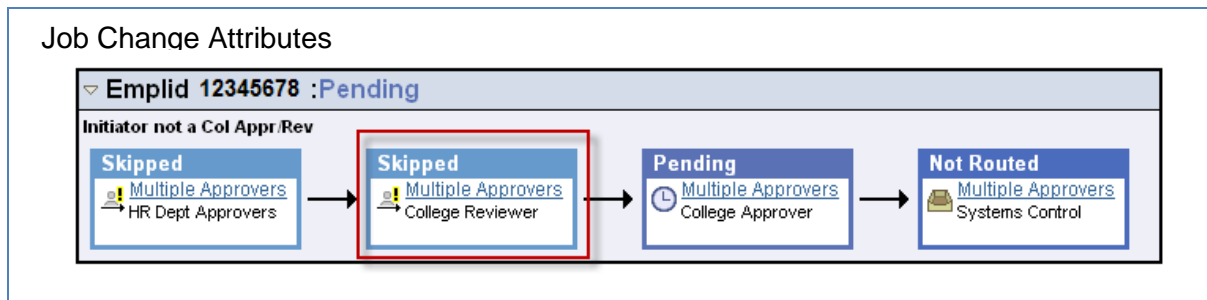 Job Change Attributes
Emplid 12345678 :Pending
Initiator not a Col Appr/Rev
Skipped
Multiple Approvers
HR Dept Approvers
Skipped
Multiple Approvers
College Reviewer
Pending
Multiple Approvers
College Approver
Not Routed
Multiple Approvers
Systems Control